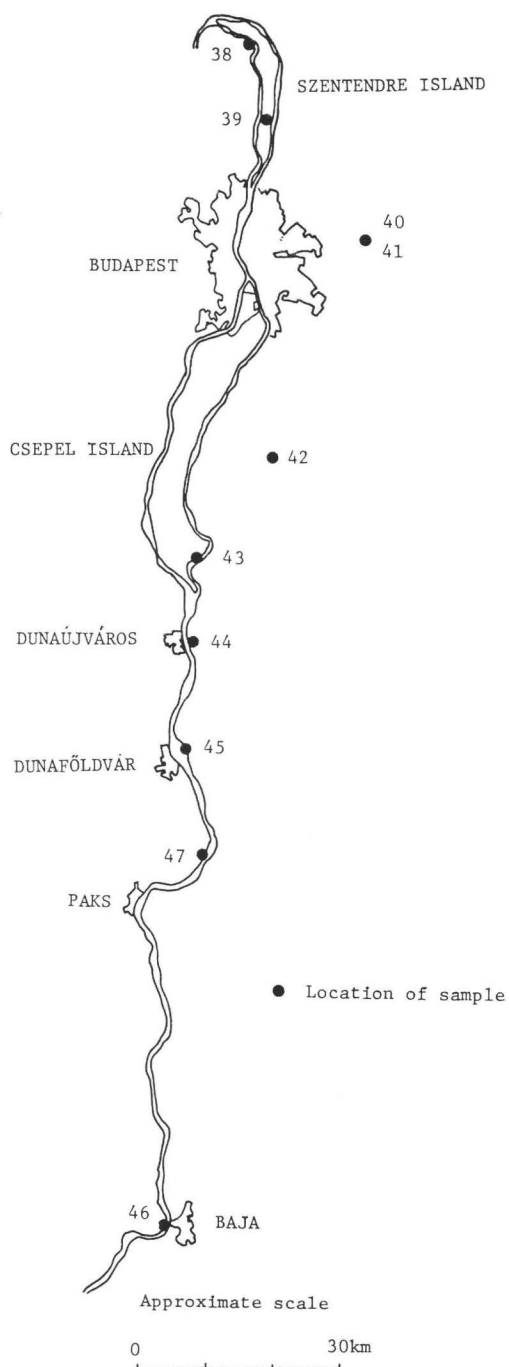 38
SZENTENDRE ISLAND
39
40
41
BUDAPEST
CSEPEL ISLAND
42
43
DUNAÚJVÁROS
44
45
DUNAFŐLDVÁR
47
PAKS
Location of sample
46
BAJA
Approximate scale
0 30km